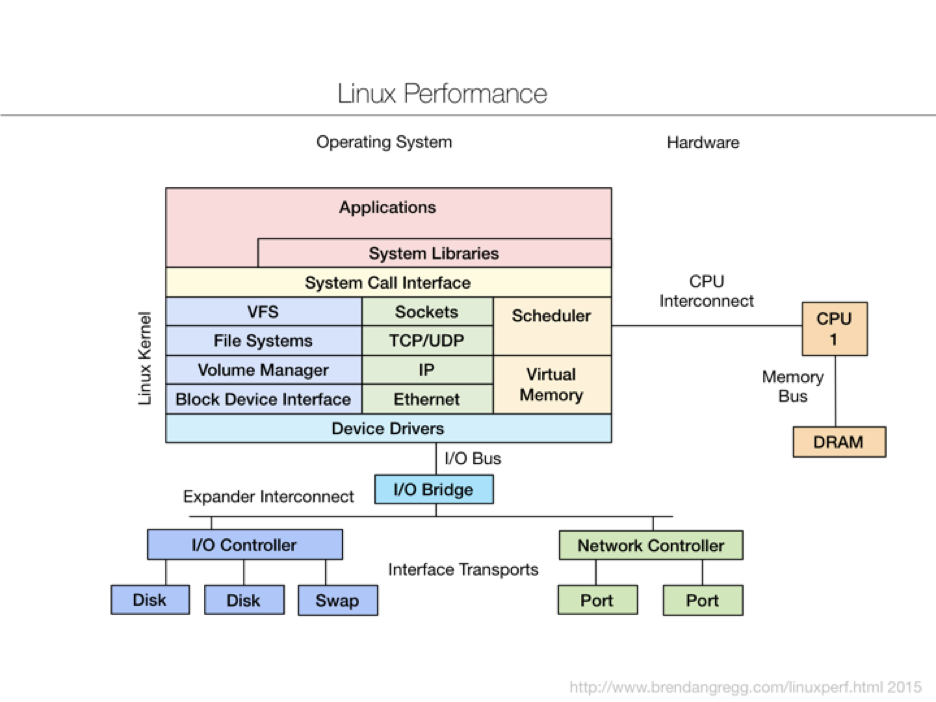 Linux Performance
Operating System
Hardware
Applications
System Libraries
System Call Interface
Linux Kernel
VFS
Sockets
Scheduler
File Systems
TCP/UDP
Volume Manager
IP
Virtual
Memory
Block Device Interface
Ethernet
Device Drivers
CPU
Interconnect
CPU
1
Memory
Bus
DRAM
I/O Bus
I/O Bridge
Expander Interconnect
I/O Controller
Network Controller
Interface Transports
Disk
Disk
Swap
Port
Port
http://www.brendangregg.com/linuxperf.html 2015